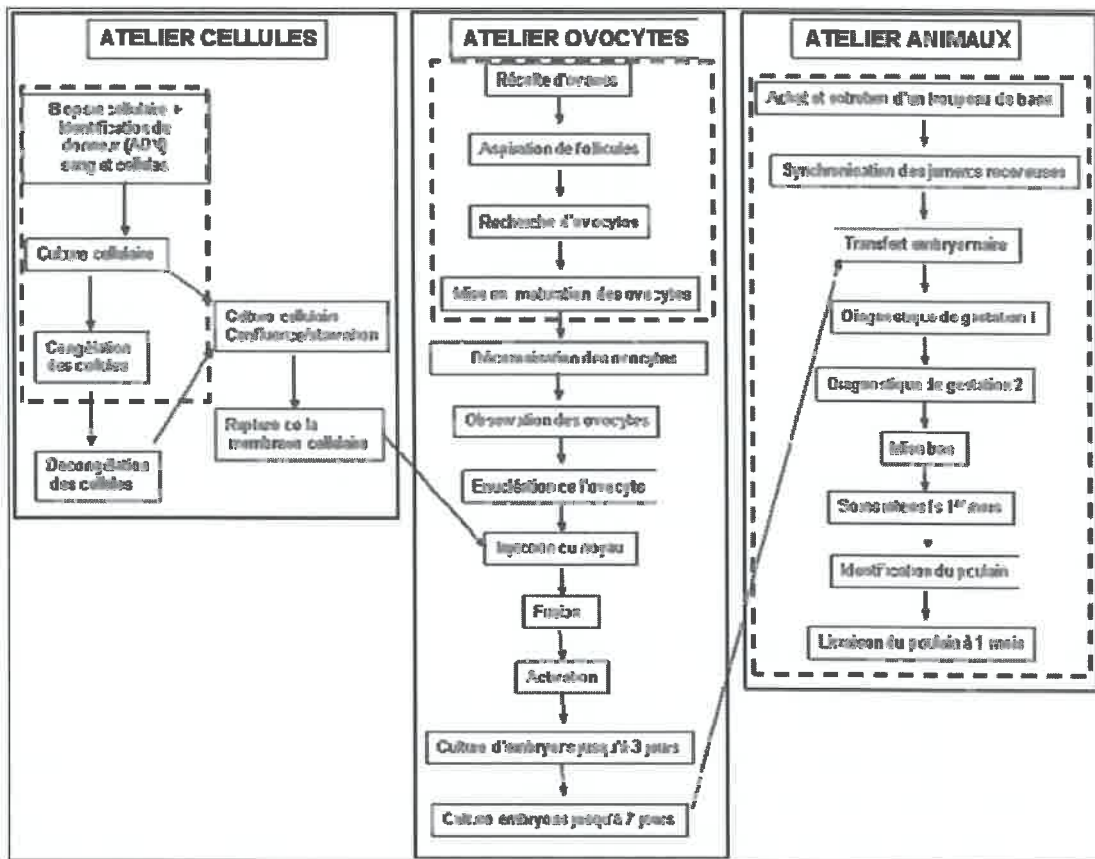 ATELIER CELLULES
Biopsie cellulaire +
Identification du
donneur (ADN)
sang et cellules
Culture cellulaire
Congélation
des cellules
Décongélation
des cellules
Culture cellulaire
Confluence/starvation
Rupture de la
membrane cellulaire
ATELIER OVOCYTES
Récolte d'ovaires
Aspiration de follicules
Recherche d'ovocytes
Mise en maturation des ovocytes
des ovocytes
Observation des ovocytes
Enucléation de l'ovocyte
Injection du noyau
Fusion
Activation
Culture d'embryons jusqu'à 3 jours
Culture embryons jusqu'à 7 jours
ATELIER ANIMAUX
Achat et entretien d'un troupeau de base
Synchronisation des juments receveuses
Transfert embryonnaire
Diagnostique de gestation 1
Diagnostique de gestation 2
Mise bas
Soins intensifs 1er mois
Identification du poulain
Livraison du poulain à 1 mois